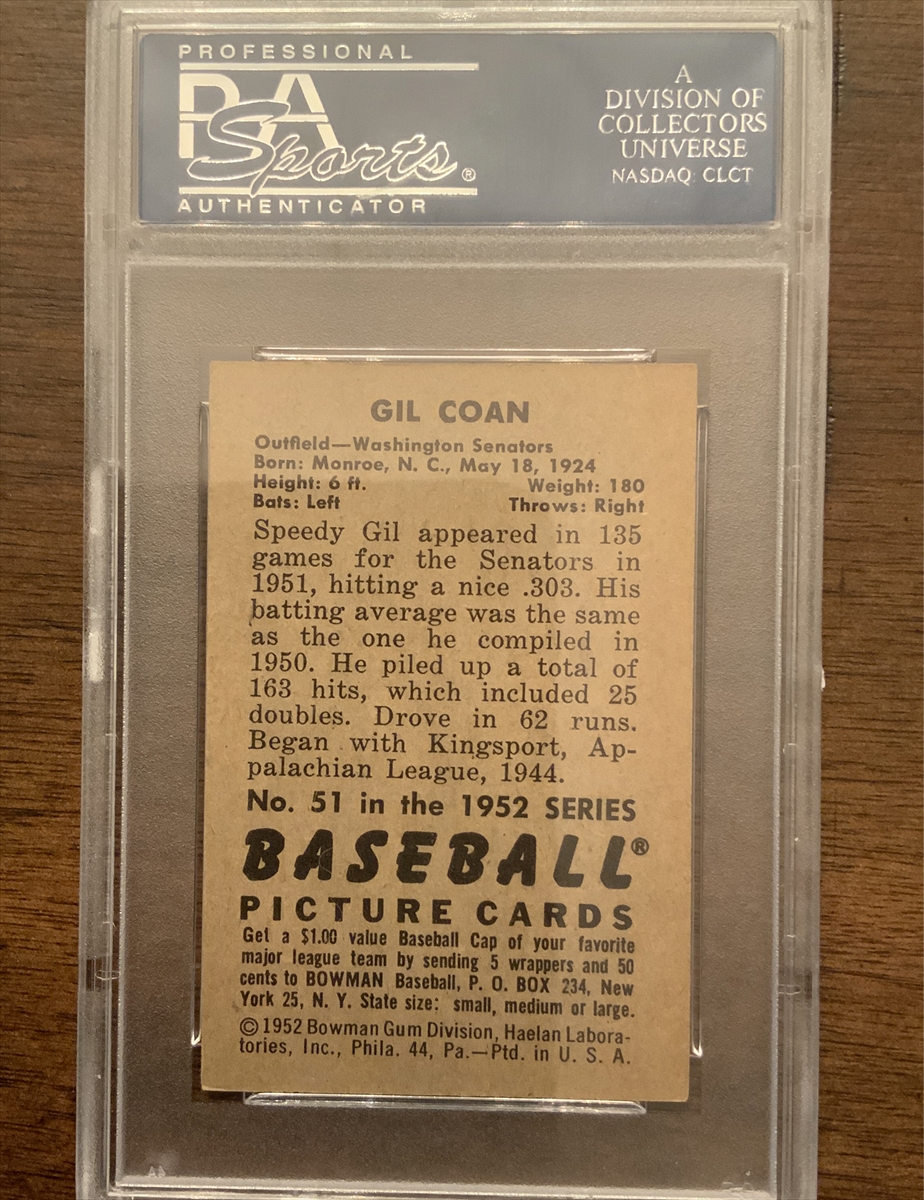 PROFESSIONAL
PSA
Sports®
AUTHENTICATOR
A
DIVISION OF
COLLECTORS
UNIVERSE
NASDAQ: CLCT
GIL COAN
Outfield—Washington Senators
Born: Monroe, N. C., May 18, 1924
Height: 6 ft. Weight: 180
Bats: Left Throws: Right
Speedy Gil appeared in 135
games for the Senators in
1951, hitting a nice .303. His
batting average was the same
as the one he compiled in
1950. He piled up a total of
163 hits, which included 25
doubles. Drove in 62 runs.
Began with Kingsport, Ap-
palachian League, 1944.
No. 51 in the 1952 SERIES
BASEBALL®
PICTURE CARDS
Get a $1.00 value Baseball Cap of your favorite
major league team by sending 5 wrappers and 50
cents to BOWMAN Baseball, P. O. BOX 234, New
York 25, N. Y. State size: small, medium or large.
©1952 Bowman Gum Division, Haelan Labora-
tories, Inc., Phila. 44, Pa.—Ptd. in U. S. A.